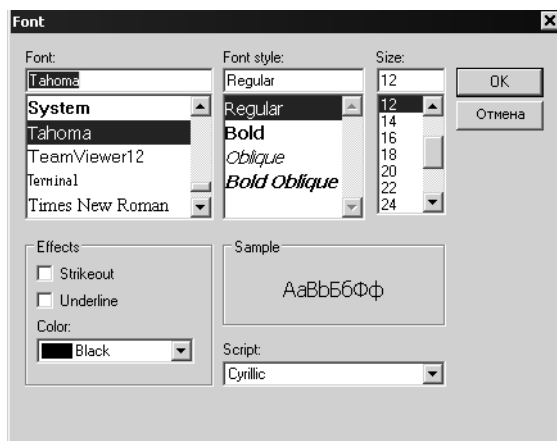 Font
Font:
Font style:
Size:
Tahoma
Regular
12
OK
System
Tahoma
TeamViewer12
Terminal
Times New Roman
Regular
Bold
Oblique
Bold Oblique
12
14
16
18
20
22
24
Отмена
Effects
Strikeout
Underline
Color:
Black
Sample
АаВbБбФф
Script:
Cyrillic